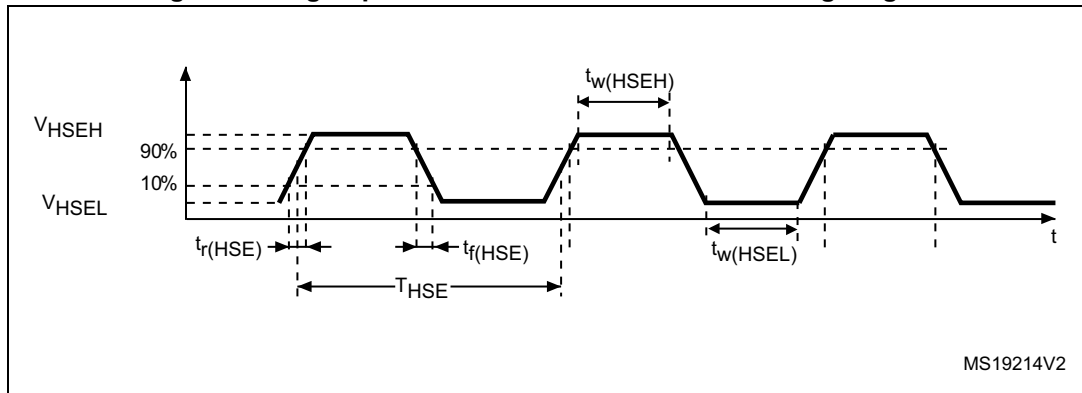 tw(HSEH)
VHSEH
90%
10%
VHSEL
tr(HSE)
tf(HSE)
tw(HSEL)
t
THSE
MS19214V2